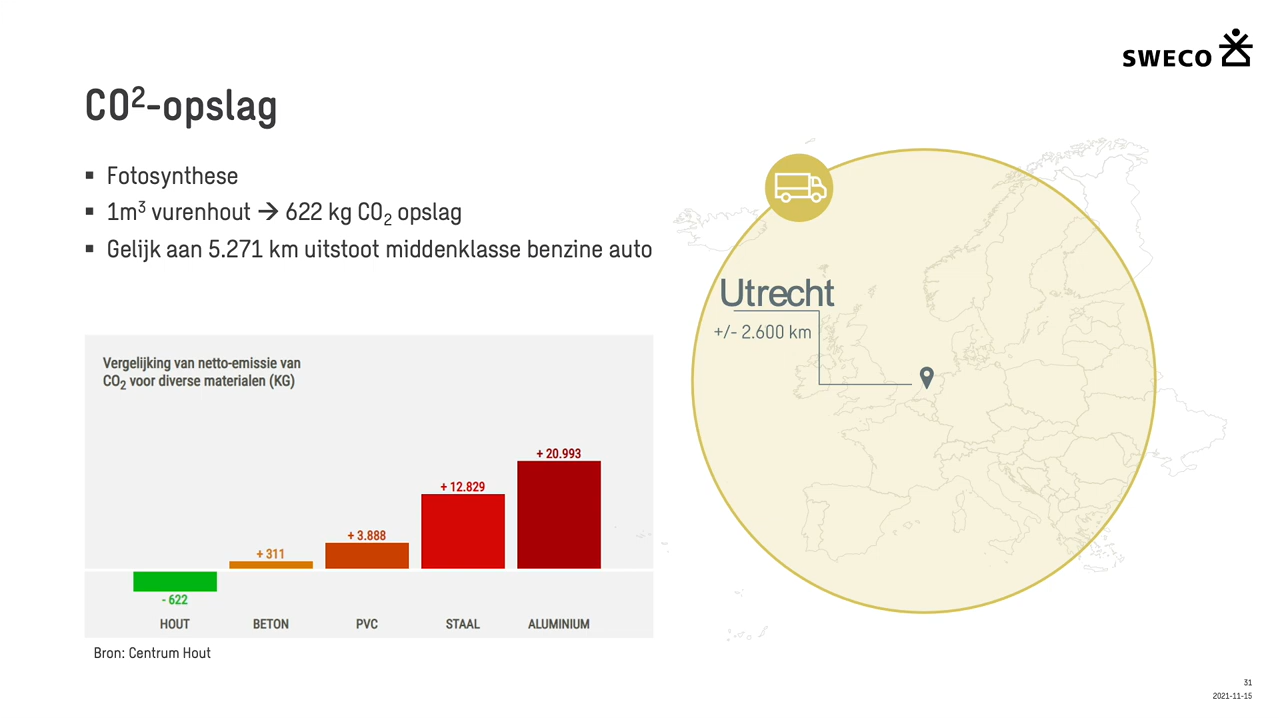 SWECO
CO²-opslag
▪ Fotosynthese
▪ 1m³ vurenhout → 622 kg CO₂ opslag
▪ Gelijk aan 5.271 km uitstoot middenklasse benzine auto
Utrecht
+/- 2.600 km
Vergelijking van netto-emissie van
CO₂ voor diverse materialen (KG)
+ 20.993
+ 12.829
+ 3.888
+ 311
- 622
HOUT BETON PVC STAAL ALUMINIUM
Bron: Centrum Hout
31
2021-11-15